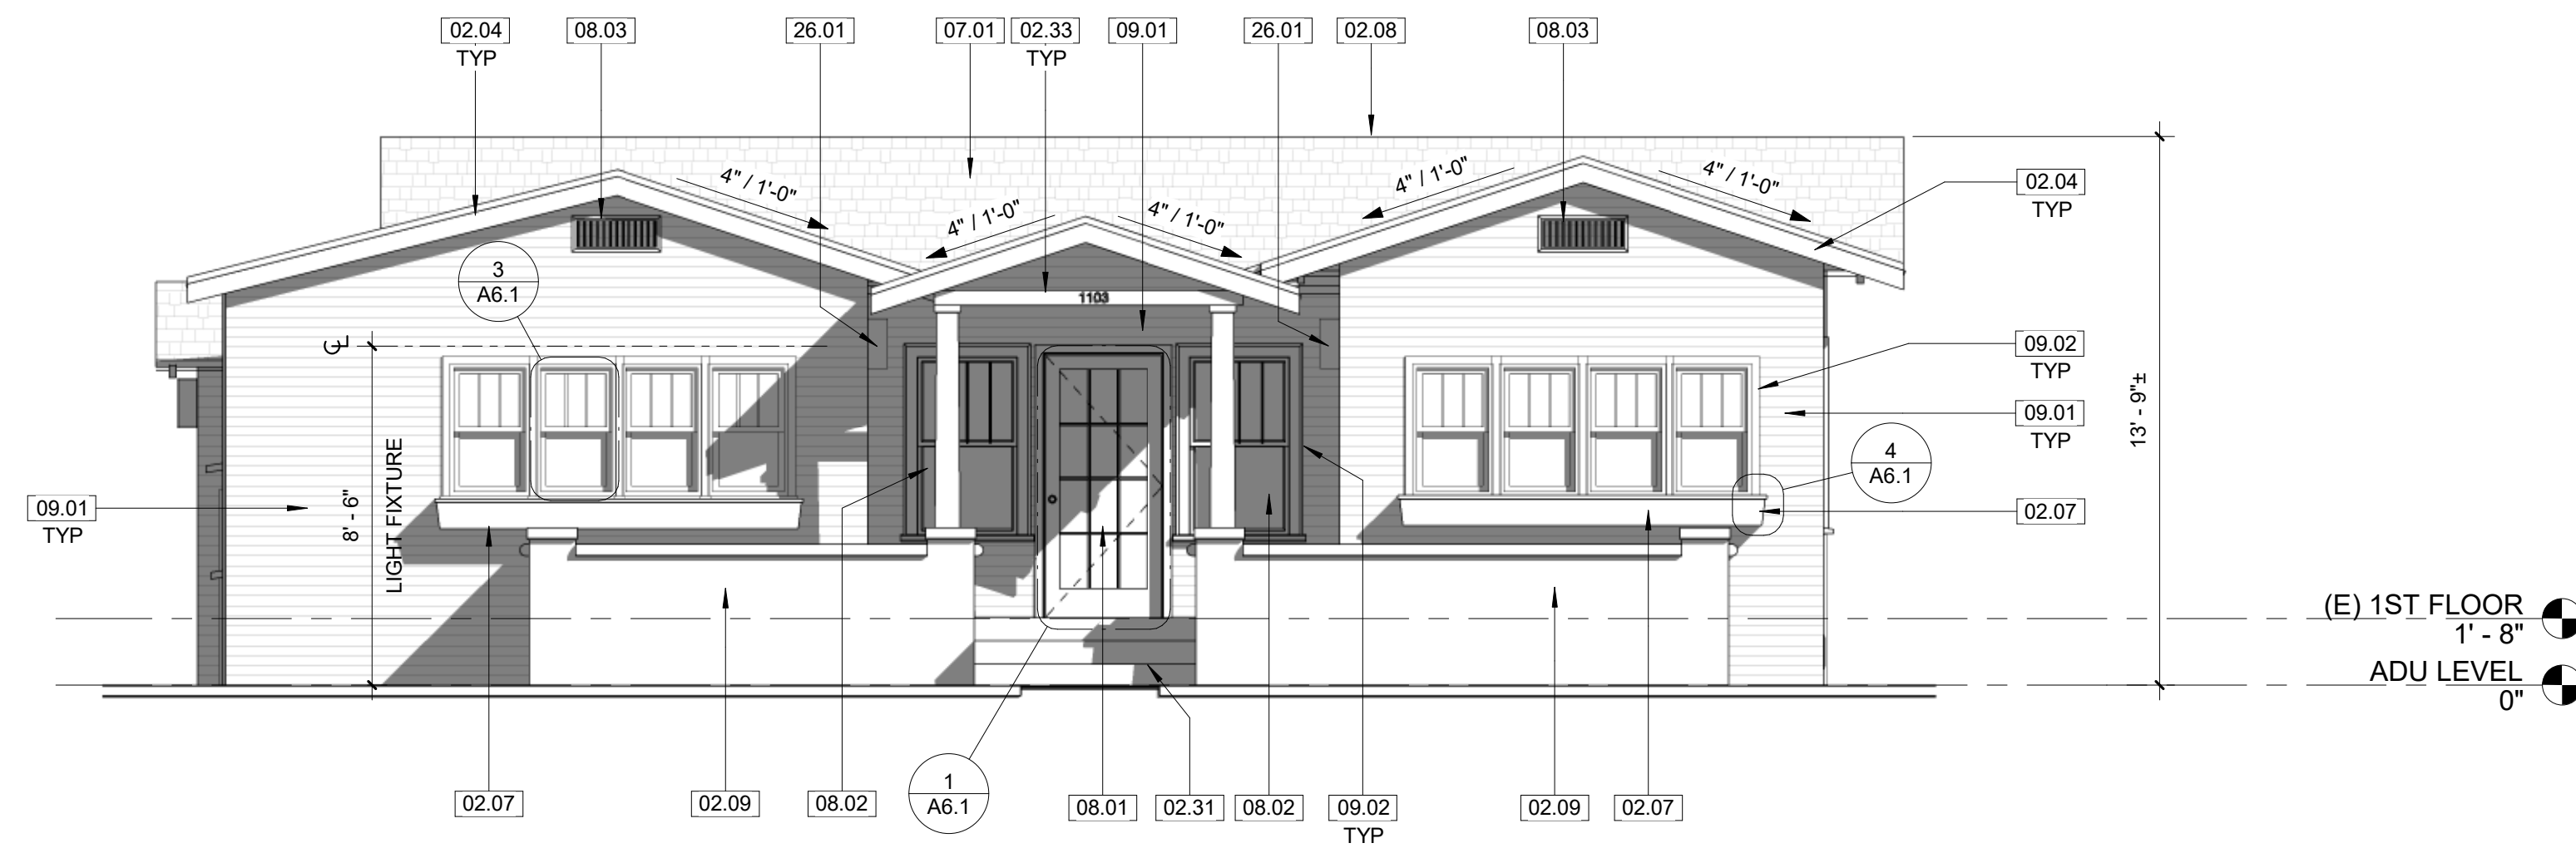 02.04
TYP
08.03
26.01
07.01
02.33
TYP
09.01
26.01
02.08
08.03
4" / 1'-0"
4" / 1'-0"
4" / 1'-0"
4" / 1'-0"
4" / 1'-0"
02.04
TYP
3
A6.1
1103
℄
09.02
TYP
13' - 9"±
09.01
TYP
8' - 6"
LIGHT FIXTURE
4
A6.1
09.01
TYP
02.07
(E) 1ST FLOOR
1' - 8"
ADU LEVEL
0"
02.07
02.09
08.02
1
A6.1
08.01
02.31
08.02
09.02
TYP
02.09
02.07